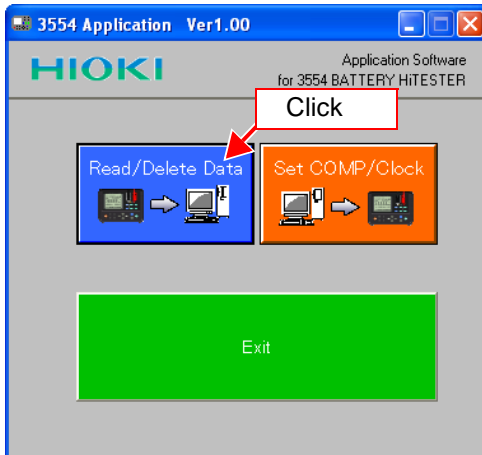 3554 Application Ver1.00
HIOKI
Application Software
for 3554 BATTERY HiTESTER
Click
Read/Delete Data
Set COMP/Clock
Exit